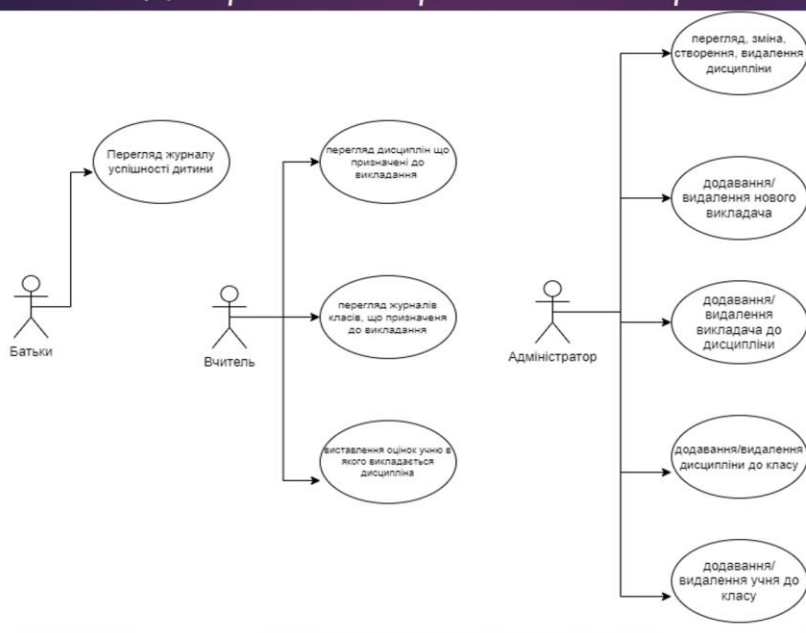 Перегляд журналу
успішності дитини
Батьки
перегляд дисциплін що
призначені до
викладання
перегляд журналів
класів, що призначеня
до викладання
виставлення оцінок учню в
якого викладається
дисципліна
Вчитель
перегляд, зміна,
створення, видалення
дисципліни
додавання/
видалення нового
викладача
додавання/
видалення
викладача до
дисципліни
додавання/видалення
дисципліни до класу
додавання/
видалення учня до
класу
Адміністратор